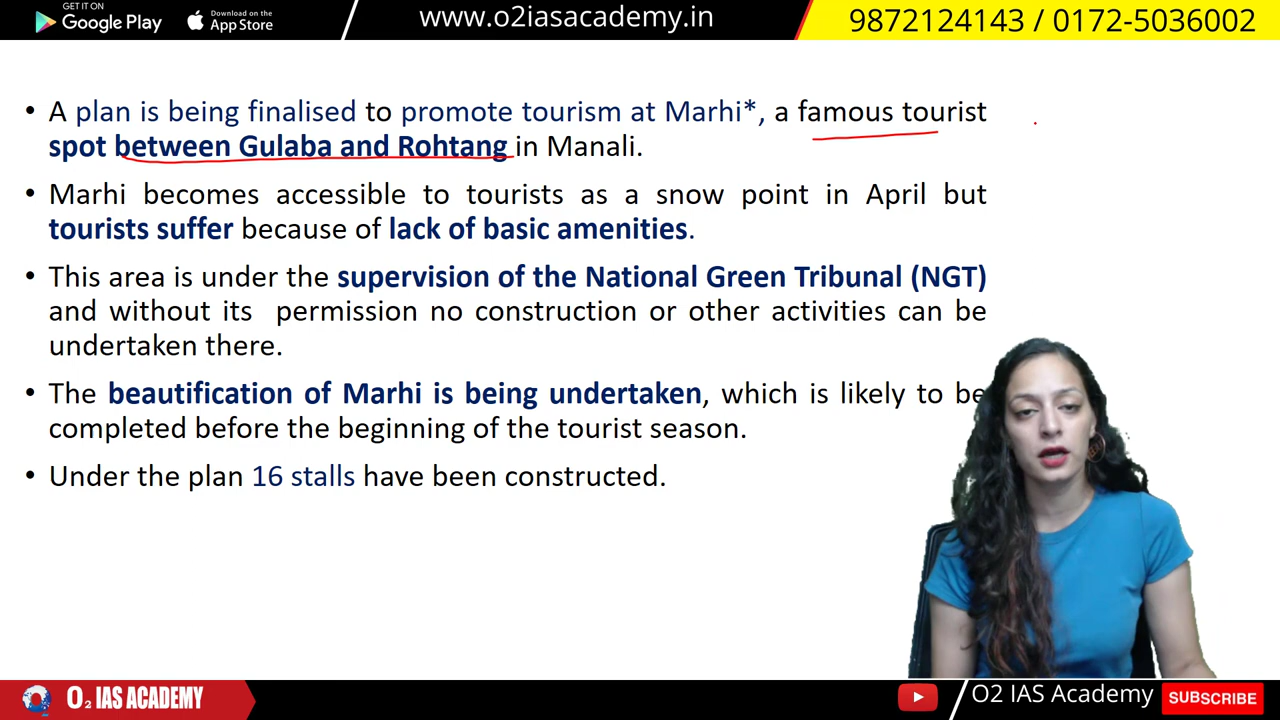 GET IT ON
Google Play
Download on the
App Store
www.o2iasacademy.in
9872124143 / 0172-5036002
• A plan is being finalised to promote tourism at Marhi*, a famous tourist
spot between Gulaba and Rohtang in Manali.
• Marhi becomes accessible to tourists as a snow point in April but
tourists suffer because of lack of basic amenities.
• This area is under the supervision of the National Green Tribunal (NGT)
and without its permission no construction or other activities can be
undertaken there.
• The beautification of Marhi is being undertaken, which is likely to be
completed before the beginning of the tourist season.
• Under the plan 16 stalls have been constructed.
O2 IAS ACADEMY
O2 IAS Academy
SUBSCRIBE